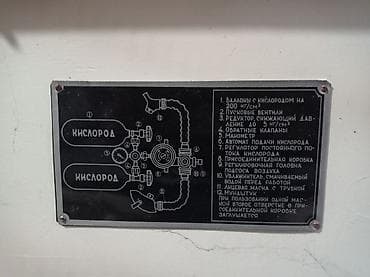 КИСЛОРОД
КИСЛОРОД
1. БАЛЛОНЫ С КИСЛОРОДОМ НА
200 КГ/СМ²
2. ПУСКОВЫЕ ВЕНТИЛИ
3. РЕДУКТОР, СНИЖАЮЩИЙ ДАВ-
ЛЕНИЕ ДО 5 КГ/СМ²
4. ОБРАТНЫЕ КЛАПАНЫ
5. МАНОМЕТР
6. АВТОМАТ ПОДАЧИ КИСЛОРОДА
7. РЕГУЛЯТОР ПОСТОЯННОГО ПО-
ТОКА КИСЛОРОДА
8. ПРИСОЕДИНИТЕЛЬНАЯ КОРОБКА
9. РЕГУЛИРОВОЧНАЯ ГОЛОВКА
ПОДСОСА ВОЗДУХА
10. УВЛАЖНИТЕЛЬ, СМАЧИВАЕМЫЙ
ВОДОЙ ПЕРЕД РАБОТОЙ
11. ЛИЦЕВАЯ МАСКА С ТРУБКОЙ
12. МУНДШТУК
ПРИ ПОЛЬЗОВАНИИ ОДНОЙ МАС-
КОЙ ВТОРОЕ ОТВЕРСТИЕ В ПРИ-
СОЕДИНИТЕЛЬНОЙ КОРОБКЕ
ЗАГЛУШАЕТСЯ